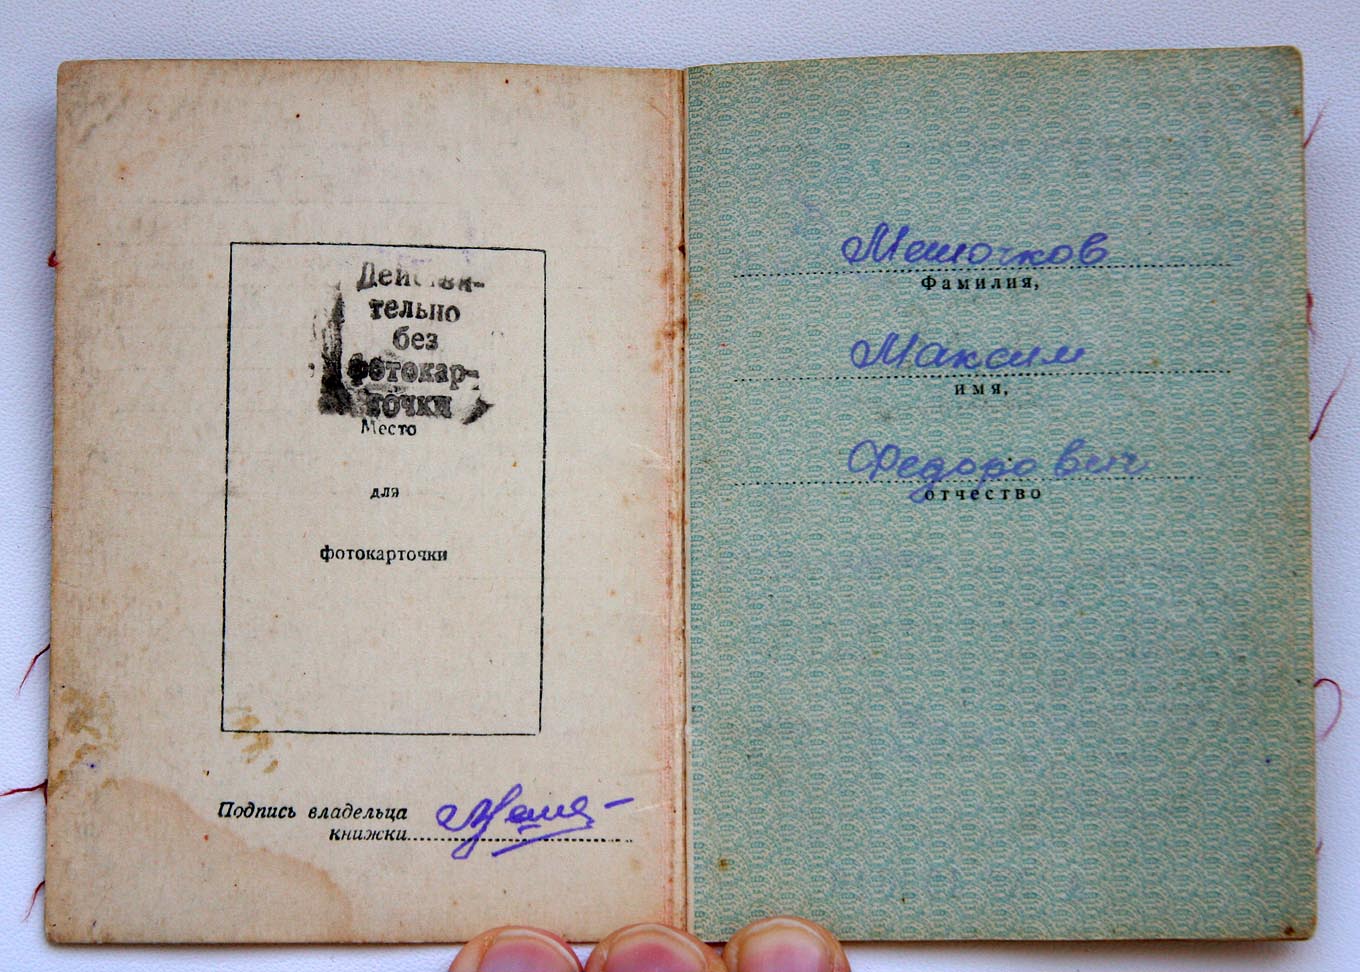 Действи-
тельно
без
фотокар-
точки
Место
для
фотокарточки
Подпись владельца
книжки
Мешочков
Фамилия,
Максим
имя,
Федорович
отчество